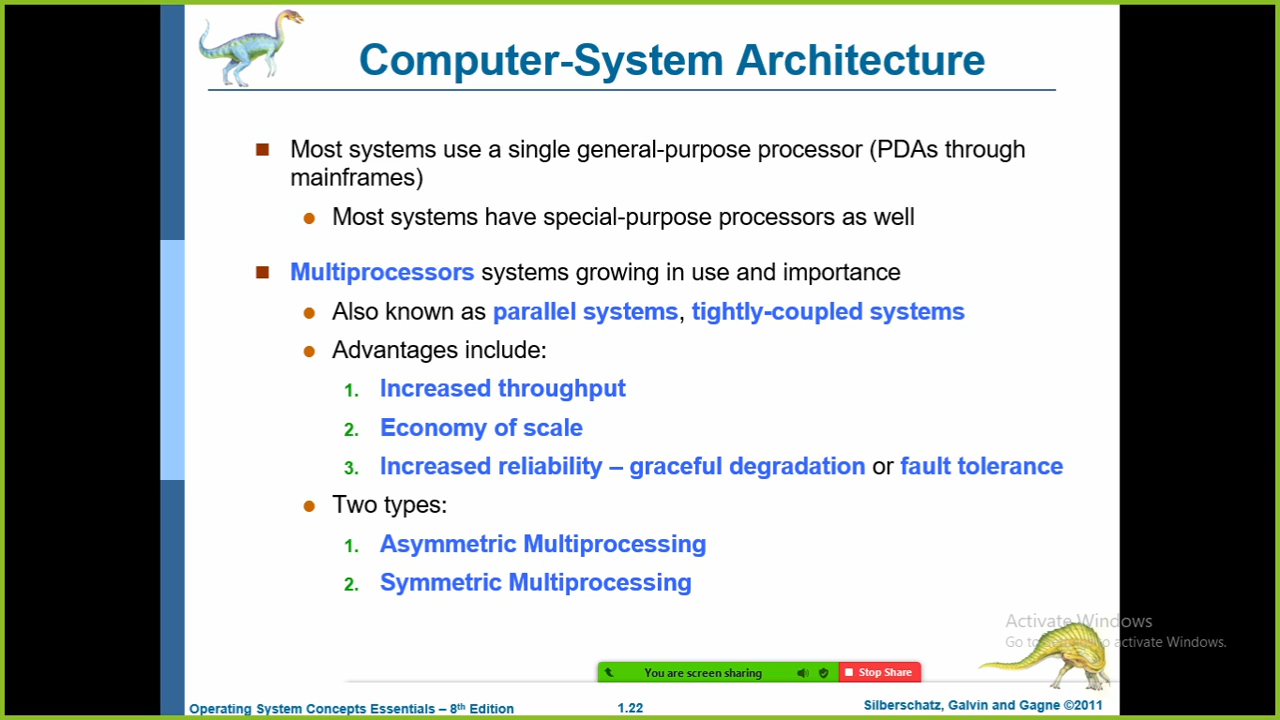 Computer-System Architecture
Most systems use a single general-purpose processor (PDAs through
mainframes)
Most systems have special-purpose processors as well
Multiprocessors systems growing in use and importance
Also known as parallel systems, tightly-coupled systems
Advantages include:
1. Increased throughput
2. Economy of scale
3. Increased reliability – graceful degradation or fault tolerance
Two types:
1. Asymmetric Multiprocessing
2. Symmetric Multiprocessing
Activate Windows
Go to activate Windows.
You are screen sharing
Stop Share
Operating System Concepts Essentials – 8th Edition
1.22
Silberschatz, Galvin and Gagne ©2011